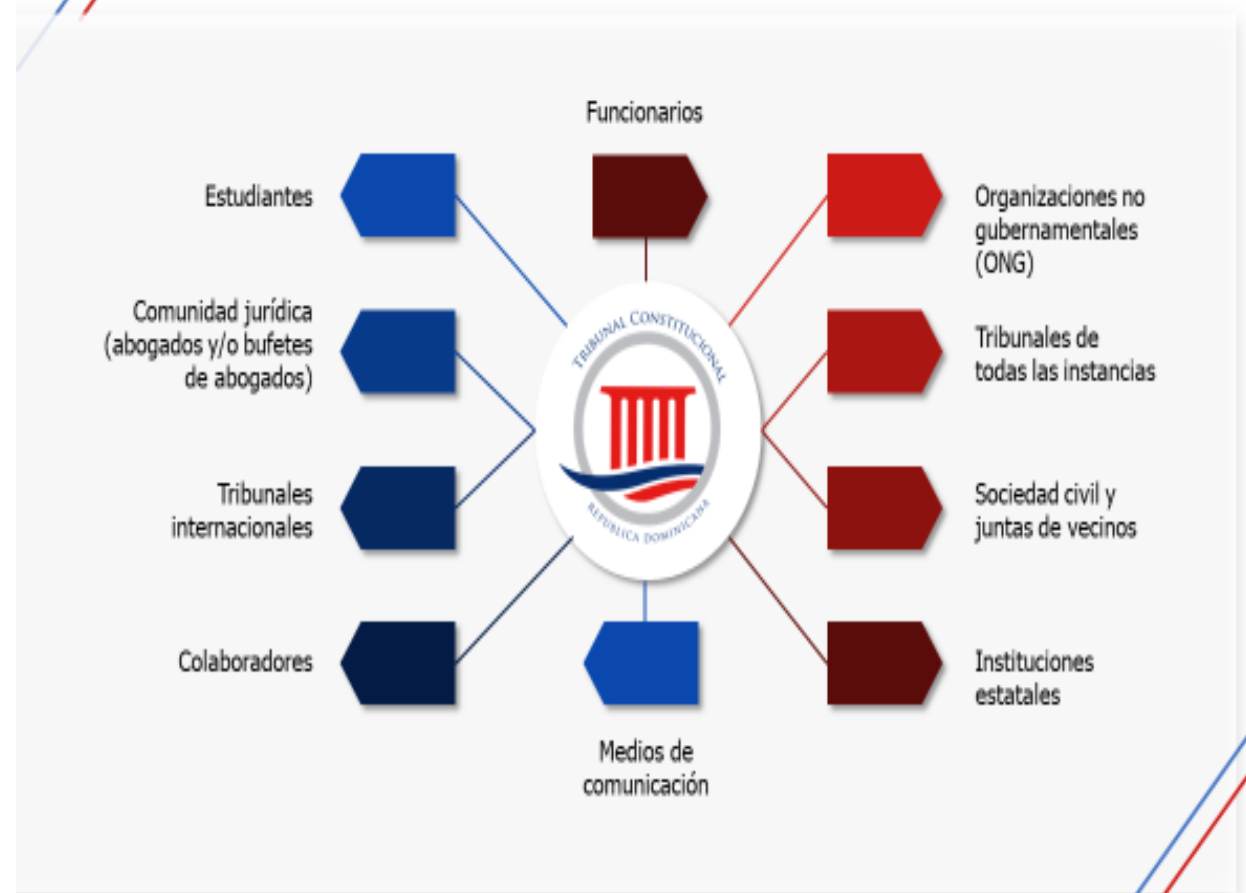 Funcionarios
Estudiantes
Organizaciones no
gubernamentales
(ONG)
Comunidad jurídica
(abogados y/o bufetes
de abogados)
Tribunales de
todas las instancias
TRIBUNAL CONSTITUCIONAL
REPÚBLICA DOMINICANA
Tribunales
internacionales
Sociedad civil y
juntas de vecinos
Colaboradores
Instituciones
estatales
Medios de
comunicación